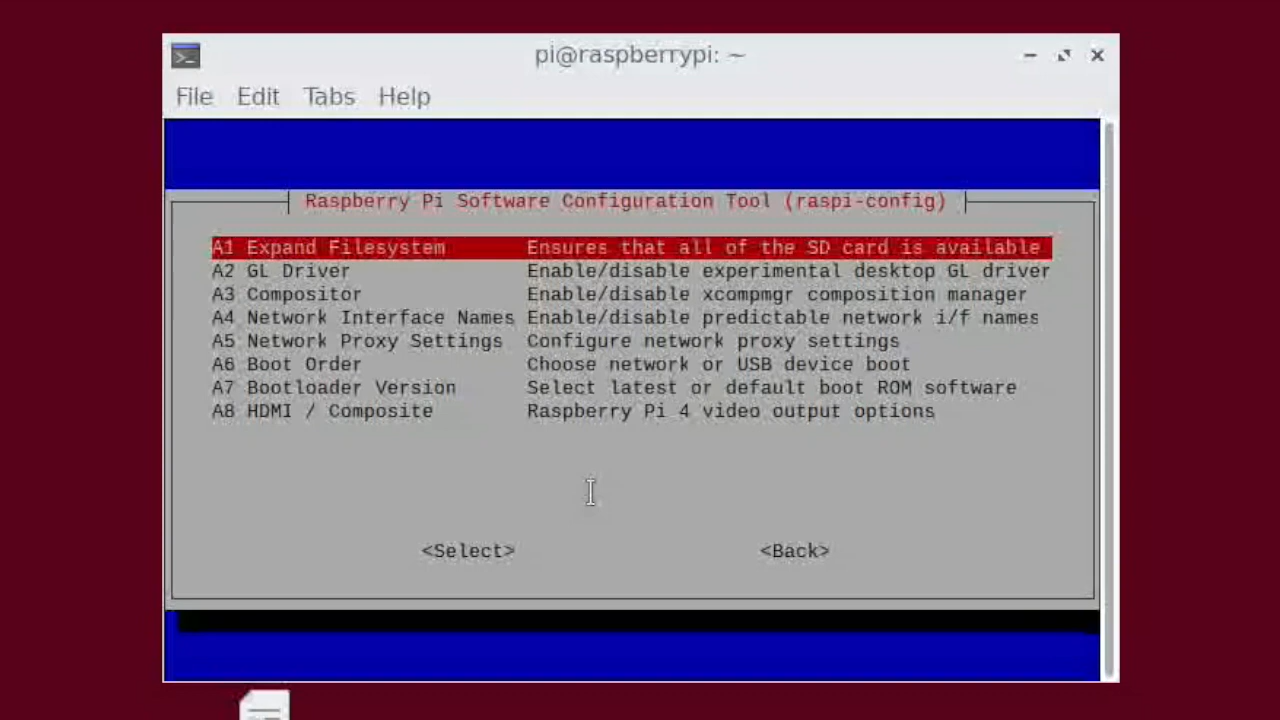 pi@raspberrypi: ~
File Edit Tabs Help
Raspberry Pi Software Configuration Tool (raspi-config)
A1 Expand Filesystem Ensures that all of the SD card is available
A2 GL Driver Enable/disable experimental desktop GL driver
A3 Compositor Enable/disable xcompmgr composition manager
A4 Network Interface Names Enable/disable predictable network i/f names
A5 Network Proxy Settings Configure network proxy settings
A6 Boot Order Choose network or USB device boot
A7 Bootloader Version Select latest or default boot ROM software
A8 HDMI / Composite Raspberry Pi 4 video output options
<Select> <Back>